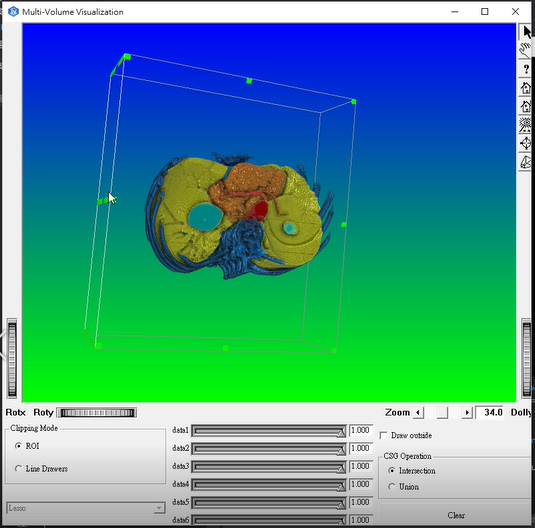 Multi-Volume Visualization
?
Rotx Roty
Zoom 34.0 Dolly
Clipping Mode
ROI
Line Drawers
Lasso
data1 1.000
data2 1.000
data3 1.000
data4 1.000
data5 1.000
data6 1.000
Draw outside
CSG Operation
Intersection
Union
Clear